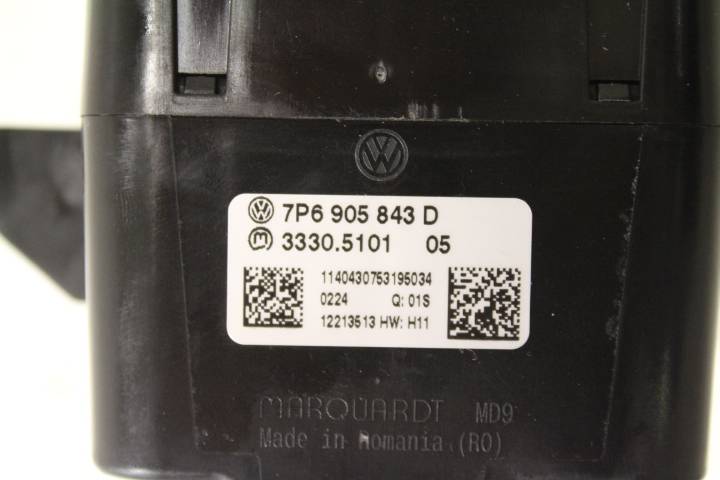 7P6 905 843 D
3330.5101 05
1140430753195034
0224 Q: 01S
12213513 HW: H11
MARQUARDT MD9
Made in Romania (RO)